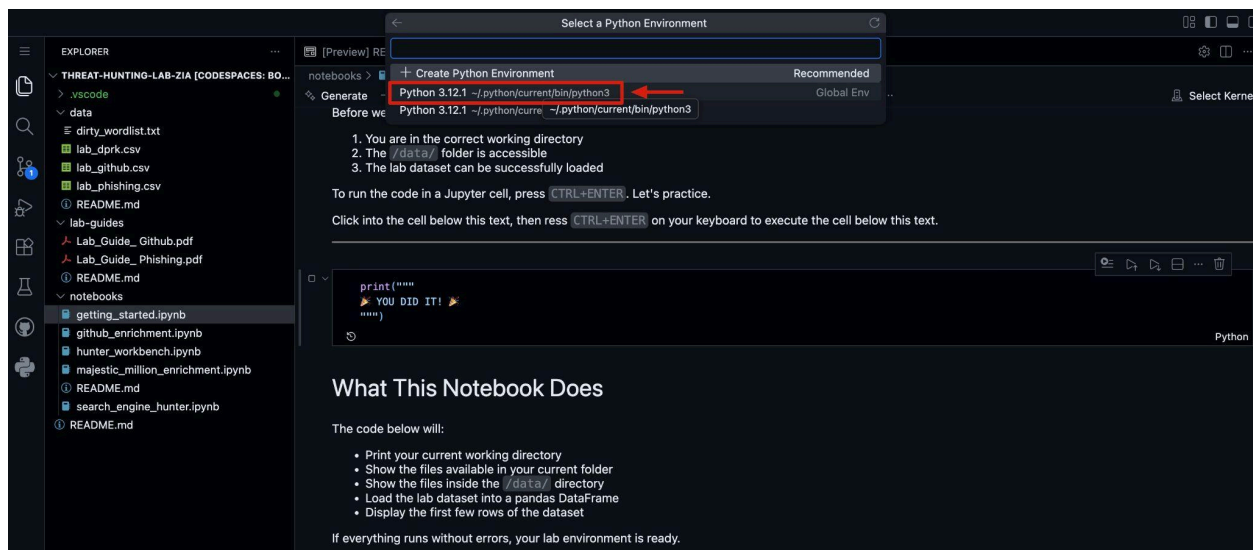 Select a Python Environment
EXPLORER
[Preview] RE
THREAT-HUNTING-LAB-ZIA [CODESPACES: BO...
notebooks >
+ Create Python Environment Recommended
.vscode
Generate
Python 3.12.1 ~/.python/current/bin/python3 Global Env
Select Kerne
data
Before we
Python 3.12.1 ~/.python/curre
~/.python/current/bin/python3
dirty_wordlist.txt
lab_dprk.csv
lab_github.csv
lab_phishing.csv
README.md
lab-guides
Lab_Guide_ Github.pdf
Lab_Guide_ Phishing.pdf
README.md
notebooks
getting_started.ipynb
github_enrichment.ipynb
hunter_workbench.ipynb
majestic_million_enrichment.ipynb
README.md
search_engine_hunter.ipynb
README.md
1
1. You are in the correct working directory
2. The /data/ folder is accessible
3. The lab dataset can be successfully loaded
To run the code in a Jupyter cell, press CTRL+ENTER. Let's practice.
Click into the cell below this text, then ress CTRL+ENTER on your keyboard to execute the cell below this text.
print("""
🎉 YOU DID IT! 🎉
""")
Python
What This Notebook Does
The code below will:
• Print your current working directory
• Show the files available in your current folder
• Show the files inside the /data/ directory
• Load the lab dataset into a pandas DataFrame
• Display the first few rows of the dataset
If everything runs without errors, your lab environment is ready.